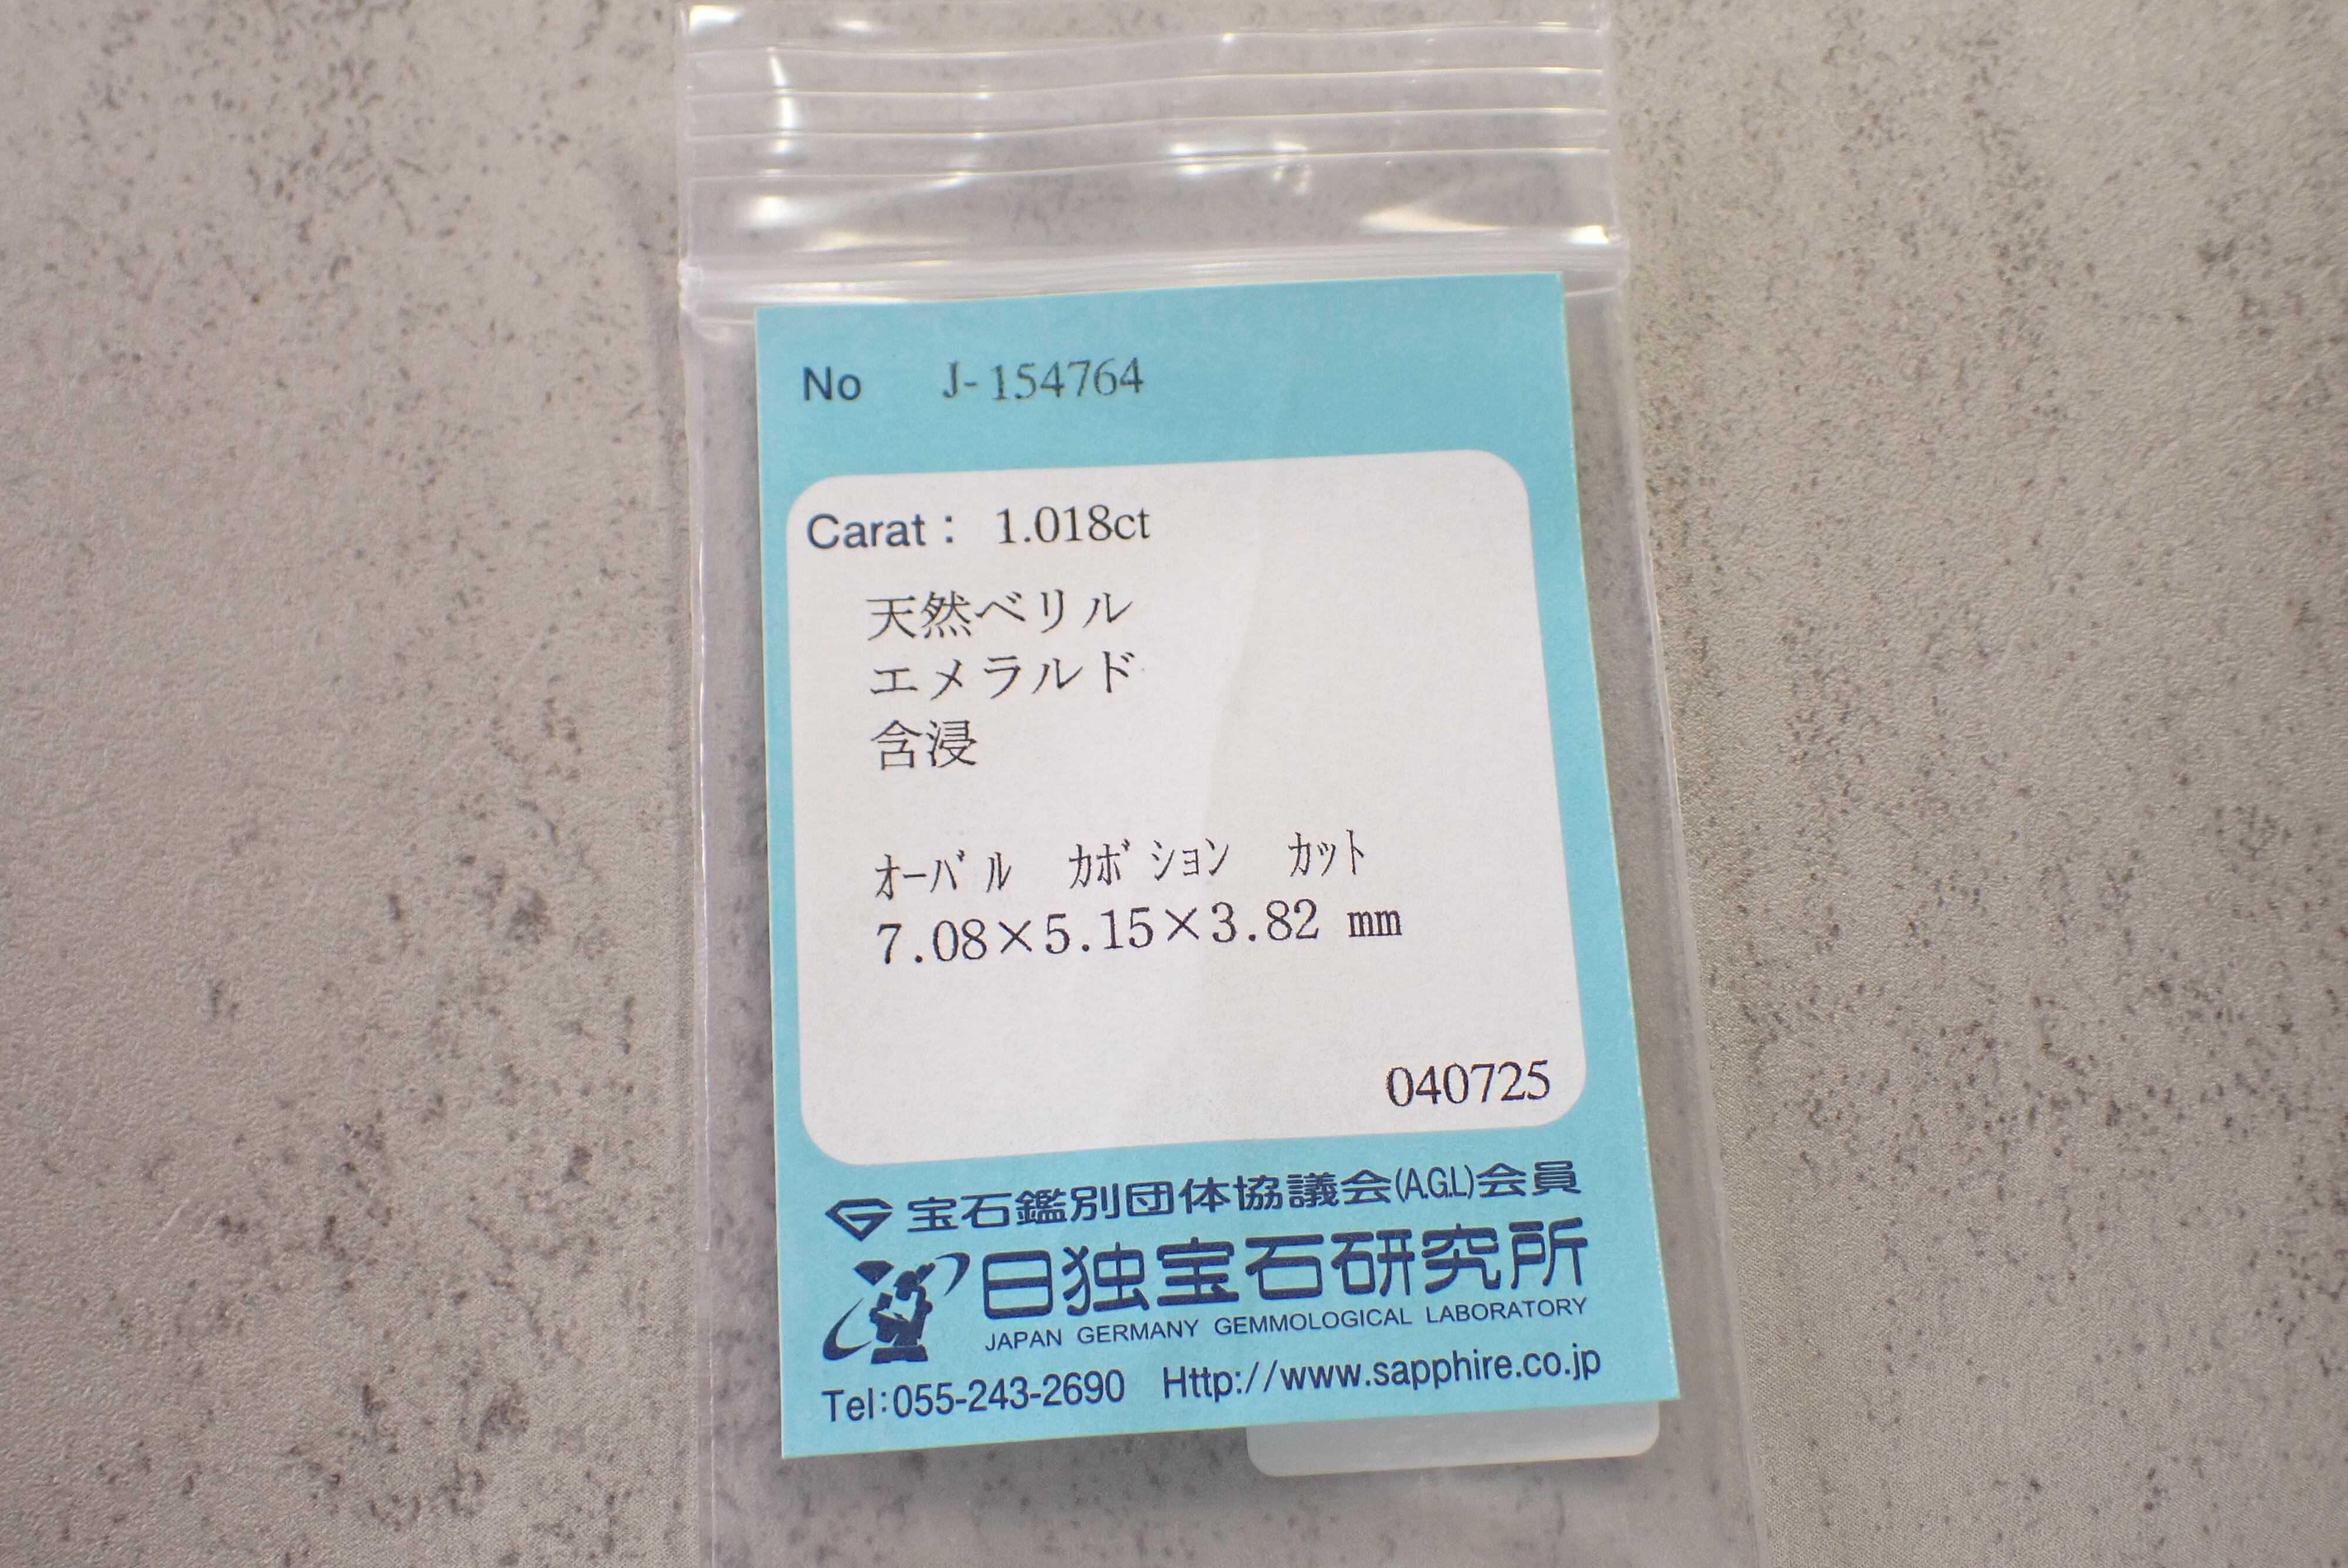 No J-154764
Carat： 1.018ct
天然ベリル
エメラルド
含浸
ｵｰﾊﾞﾙ ｶﾎﾞｼｮﾝ ｶｯﾄ
7.08×5.15×3.82 mm
040725
宝石鑑別団体協議会(A.G.L)会員
日独宝石研究所
JAPAN GERMANY GEMMOLOGICAL LABORATORY
Tel:055-243-2690 Http://www.sapphire.co.jp